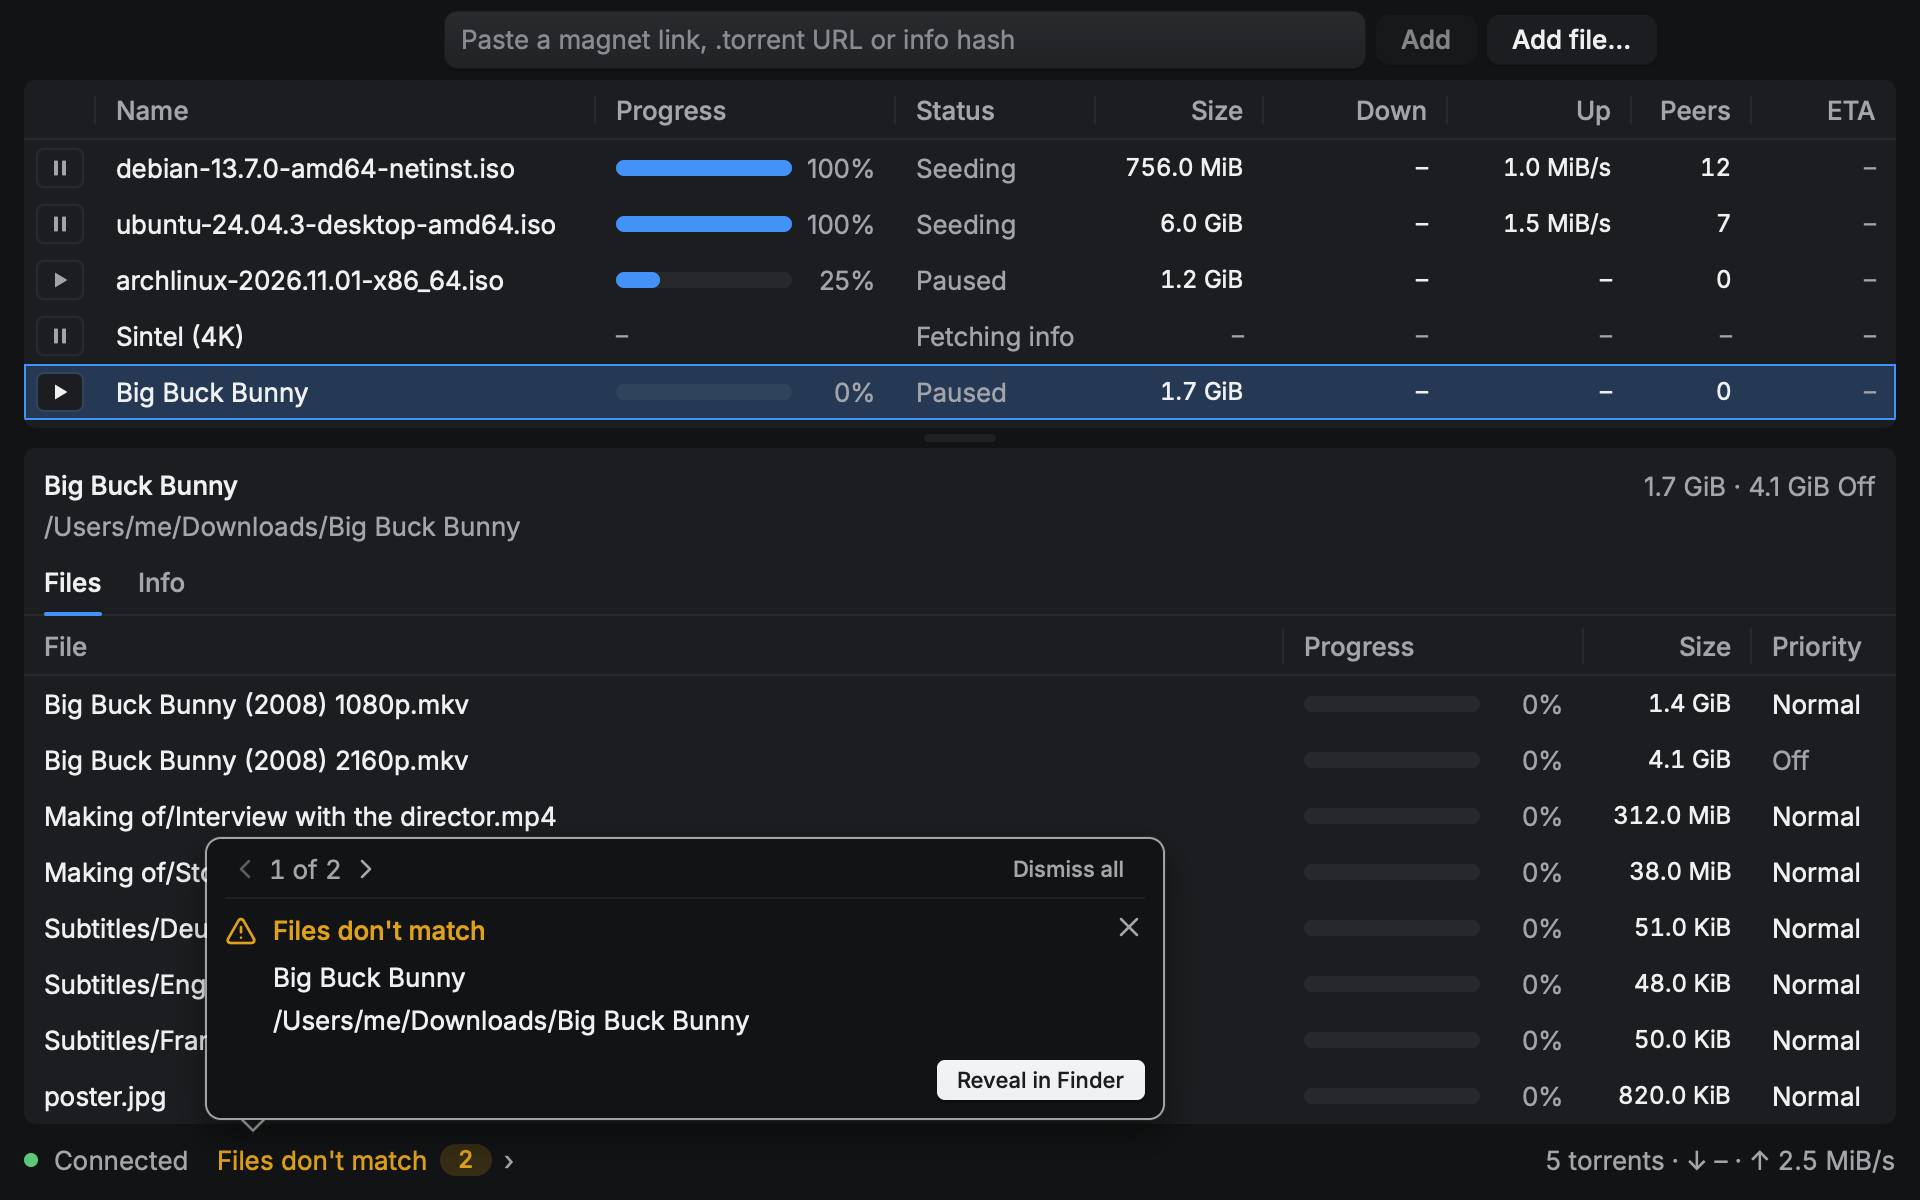 Paste a magnet link, .torrent URL or info hash Add Add file...
Name Progress Status Size Down Up Peers ETA
debian-13.7.0-amd64-netinst.iso 100% Seeding 756.0 MiB – 1.0 MiB/s 12 –
ubuntu-24.04.3-desktop-amd64.iso 100% Seeding 6.0 GiB – 1.5 MiB/s 7 –
archlinux-2026.11.01-x86_64.iso 25% Paused 1.2 GiB – – 0 –
Sintel (4K) – Fetching info – – – – –
Big Buck Bunny 0% Paused 1.7 GiB – – 0 –
Big Buck Bunny 1.7 GiB · 4.1 GiB Off
/Users/me/Downloads/Big Buck Bunny
Files Info
File Progress Size Priority
Big Buck Bunny (2008) 1080p.mkv 0% 1.4 GiB Normal
Big Buck Bunny (2008) 2160p.mkv 0% 4.1 GiB Off
Making of/Interview with the director.mp4 0% 312.0 MiB Normal
Making of/Sto 0% 38.0 MiB Normal
Subtitles/Deu 0% 51.0 KiB Normal
Subtitles/Eng 0% 48.0 KiB Normal
Subtitles/Fran 0% 50.0 KiB Normal
poster.jpg 0% 820.0 KiB Normal
1 of 2 Dismiss all
Files don't match
Big Buck Bunny
/Users/me/Downloads/Big Buck Bunny
Reveal in Finder
Connected Files don't match 2 › 5 torrents · ↓ – · ↑ 2.5 MiB/s